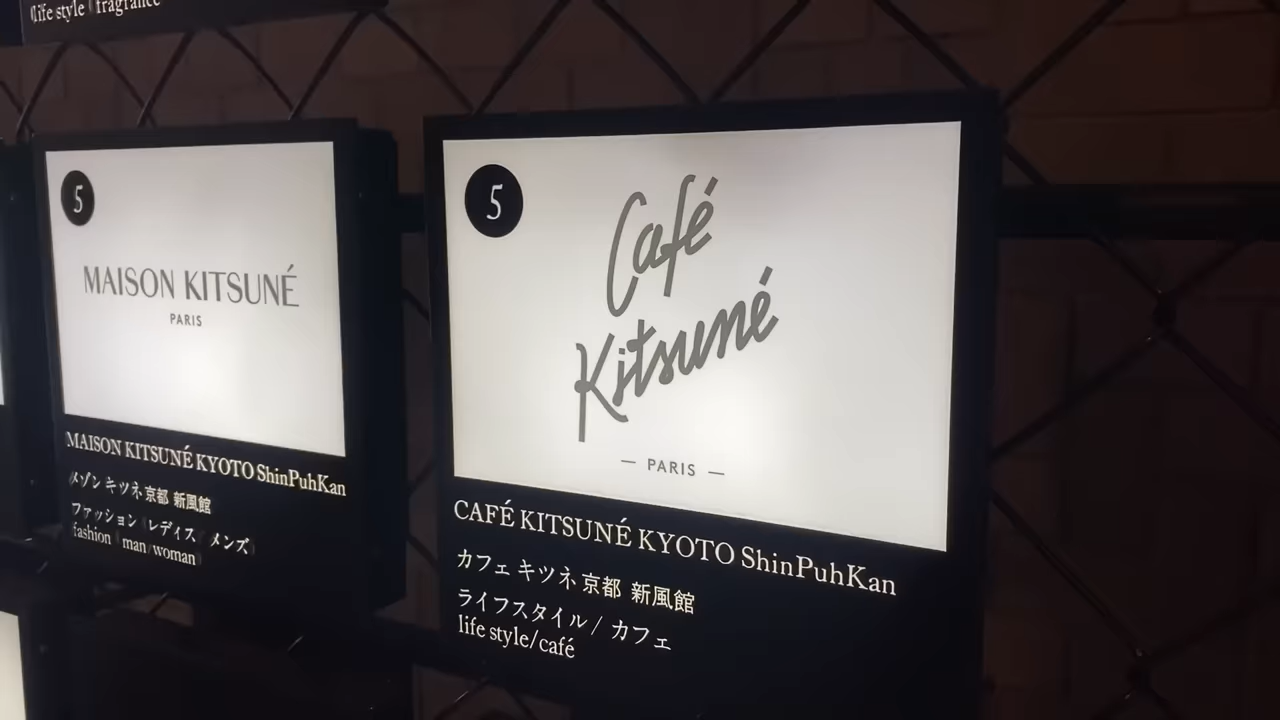 life style fragrance
5
MAISON KITSUNÉ
PARIS
MAISON KITSUNÉ KYOTO ShinPuhKan
メゾン キツネ 京都 新風館
ファッション レディス メンズ
fashion man/woman
5
Café
Kitsuné
— PARIS —
CAFÉ KITSUNÉ KYOTO ShinPuhKan
カフェ キツネ 京都 新風館
ライフスタイル / カフェ
life style/café